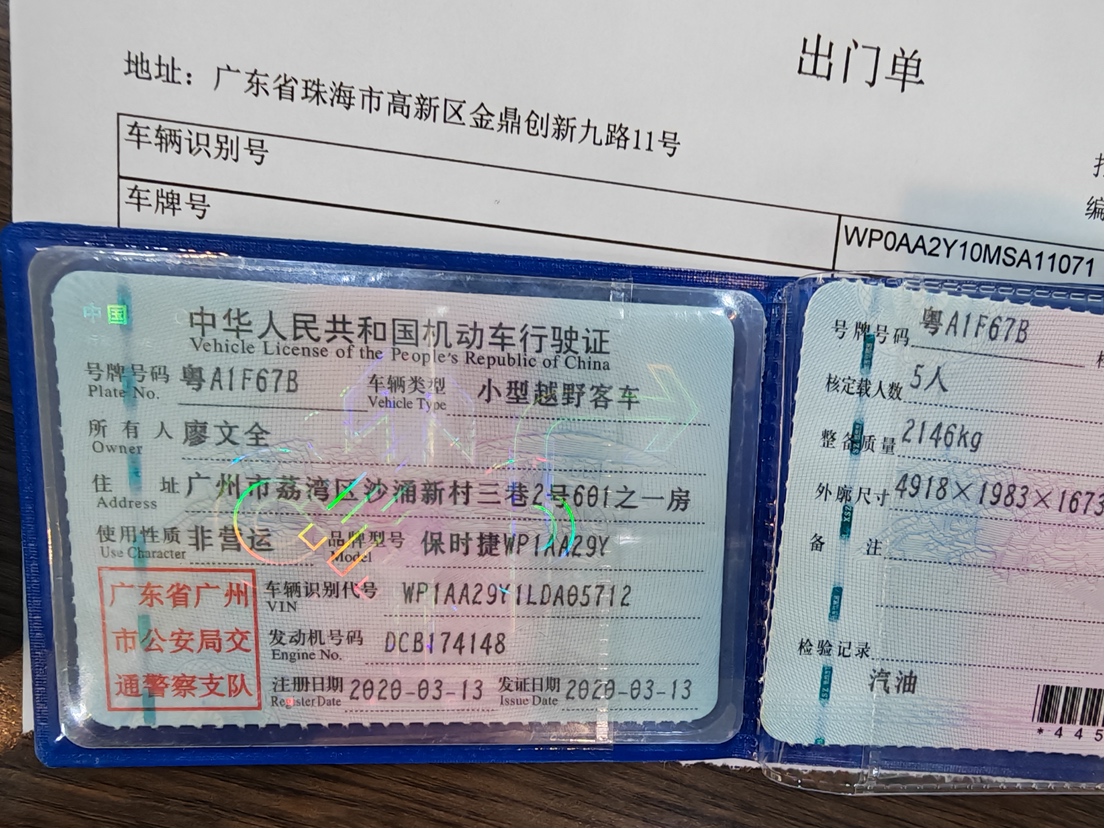 出门单
地址：广东省珠海市高新区金鼎创新九路11号
车辆识别号
车牌号
编
WP0AA2Y10MSA11071
中国
中华人民共和国机动车行驶证
Vehicle License of the People's Republic of China
号牌号码 粤A1F67B 车辆类型 小型越野客车
Plate No. Vehicle Type
所有人 廖文全
Owner
住址 广州市荔湾区沙涌新村三巷2号601之一房
Address
使用性质 非营运 品牌型号 保时捷WP1AA29Y
Use Character Model
广东省广州
市公安局交
通警察支队
车辆识别代号 WP1AA29Y1LDA05712
VIN
发动机号码 DCB174148
Engine No.
注册日期 2020-03-13 发证日期 2020-03-13
Register Date Issue Date
号牌号码 粤A1F67B
核定载人数 5人
整备质量 2146kg
外廓尺寸 4918×1983×1673
备注
检验记录
汽油
*445